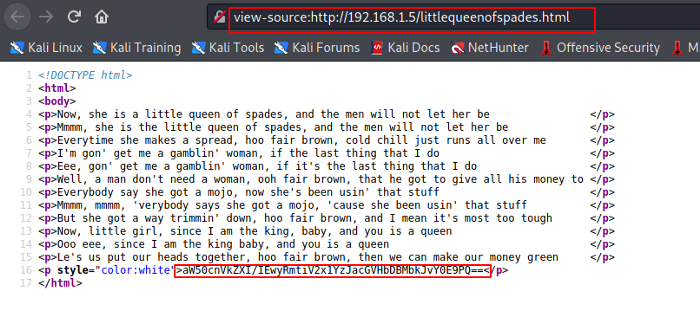 view-source:http://192.168.1.5/littlequeenofspades.html
Kali Linux Kali Training Kali Tools Kali Forums Kali Docs NetHunter Offensive Security M
1 <!DOCTYPE html>
2 <html>
3 <body>
4 <p>Now, she is a little queen of spades, and the men will not let her be </p>
5 <p>Mmmm, she is the little queen of spades, and the men will not let her be </p>
6 <p>Everytime she makes a spread, hoo fair brown, cold chill just runs all over me </p>
7 <p>I'm gon' get me a gamblin' woman, if the last thing that I do </p>
8 <p>Eee, gon' get me a gamblin' woman, if it's the last thing that I do </p>
9 <p>Well, a man don't need a woman, ooh fair brown, that he got to give all his money to </p>
10 <p>Everybody say she got a mojo, now she's been usin' that stuff </p>
11 <p>Mmmm, mmmm, 'verybody says she got a mojo, 'cause she been usin' that stuff </p>
12 <p>But she got a way trimmin' down, hoo fair brown, and I mean it's most too tough </p>
13 <p>Now, little girl, since I am the king, baby, and you is a queen </p>
14 <p>Ooo eee, since I am the king baby, and you is a queen </p>
15 <p>Le's us put our heads together, hoo fair brown, then we can make our money green </p>
16 <p style="color:white">aW50cnVkZXI/IEwyRmtiV2x1YzJacGVHbDBMbkJvY0E9PQ==</p>
17 </html>